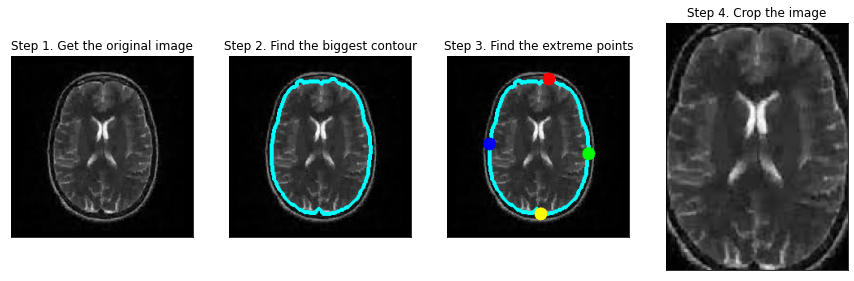 Step 1. Get the original image
Step 2. Find the biggest contour
Step 3. Find the extreme points
Step 4. Crop the image